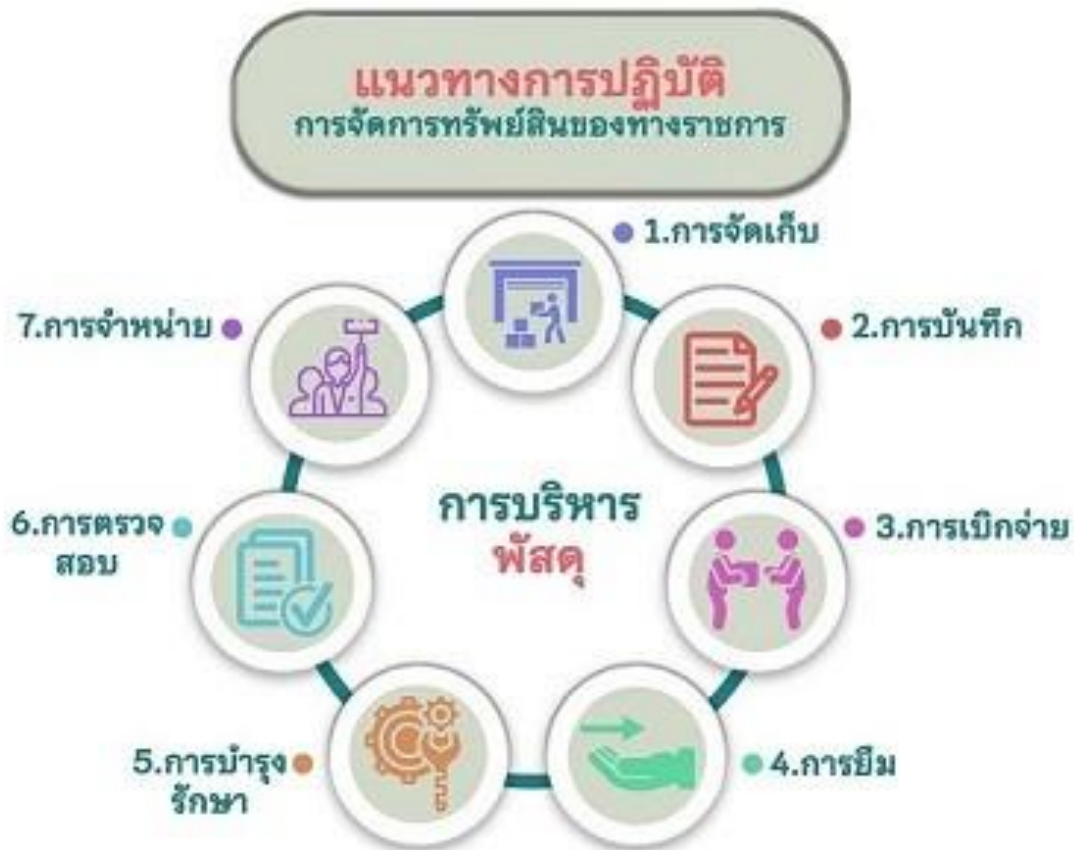 แนวทางการปฏิบัติ
การจัดการทรัพย์สินของทางราชการ
1.การจัดเก็บ
2.การบันทึก
3.การเบิกจ่าย
4.การยืม
5.การบำรุง
รักษา
6.การตรวจ
สอบ
7.การจำหน่าย
การบริหาร
พัสดุ